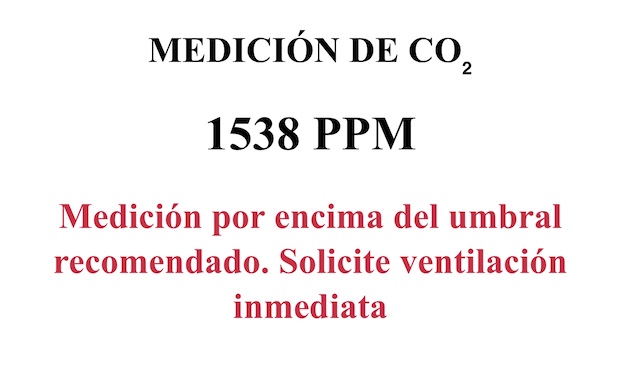 MEDICIÓN DE CO₂
1538 PPM
Medición por encima del umbral
recomendado. Solicite ventilación
inmediata